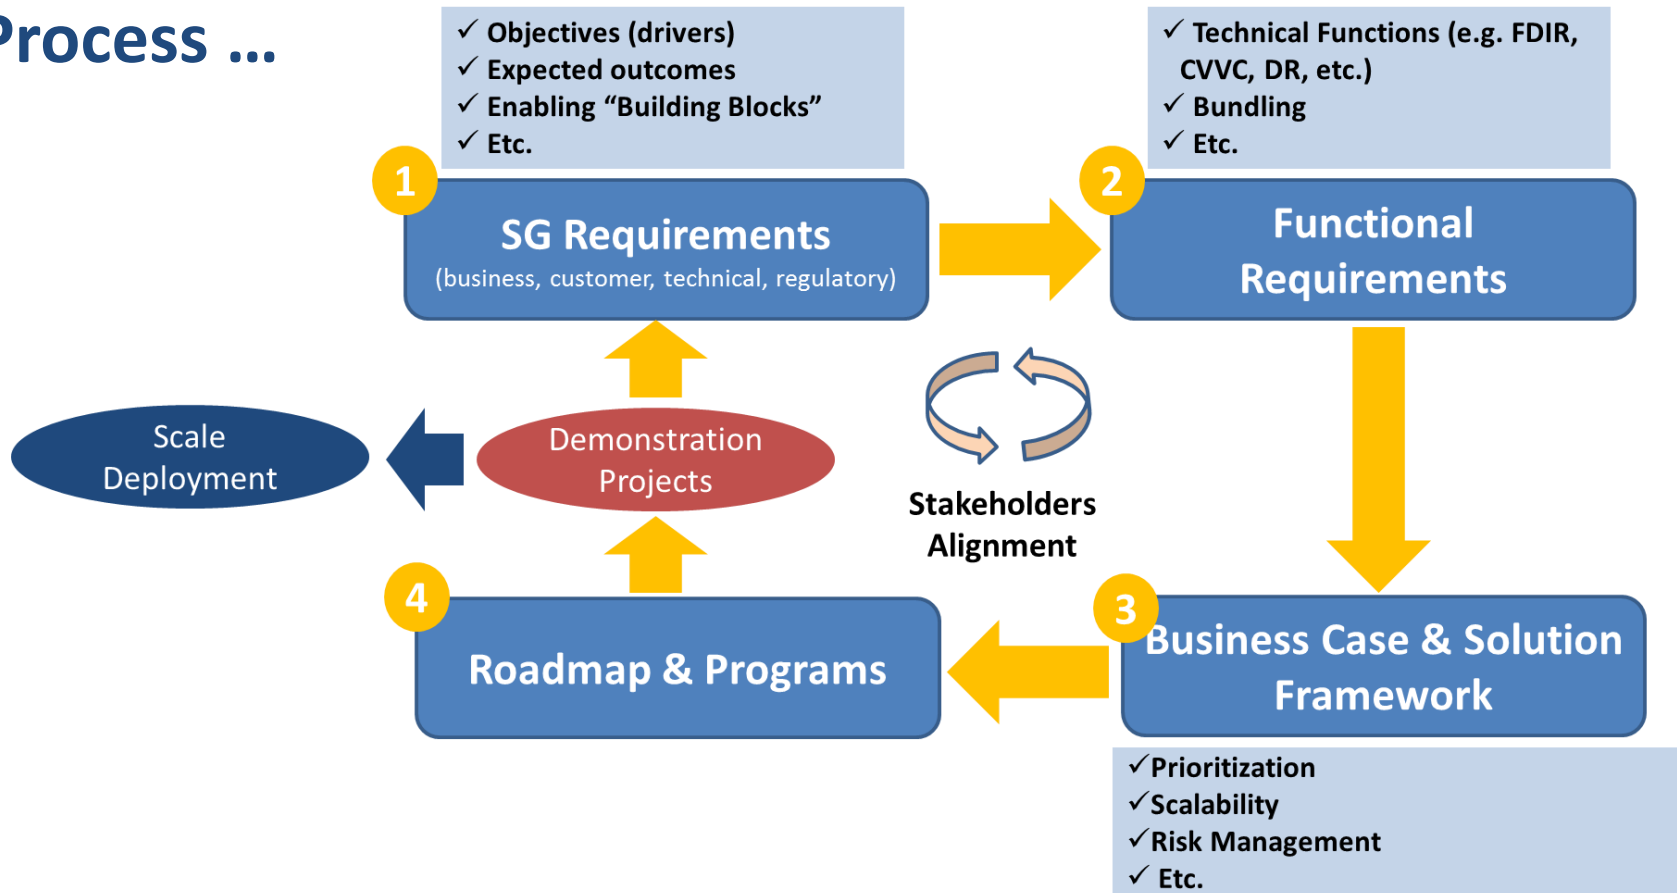 Process ...
✓ Objectives (drivers)
✓ Expected outcomes
✓ Enabling “Building Blocks”
✓ Etc.
✓ Technical Functions (e.g. FDIR,
CVVC, DR, etc.)
✓ Bundling
✓ Etc.
1
SG Requirements
(business, customer, technical, regulatory)
2
Functional
Requirements
Scale
Deployment
Demonstration
Projects
Stakeholders
Alignment
4
Roadmap & Programs
3
Business Case & Solution
Framework
✓Prioritization
✓Scalability
✓Risk Management
✓ Etc.